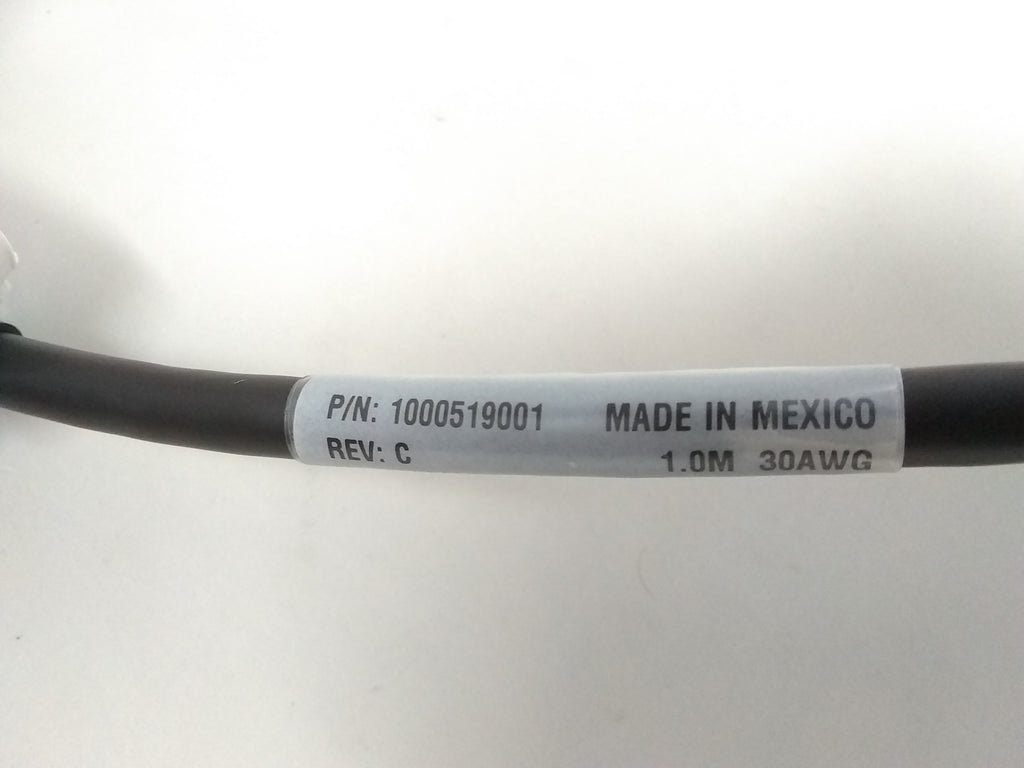 P/N: 1000519001 MADE IN MEXICO
REV: C 1.0M 30AWG